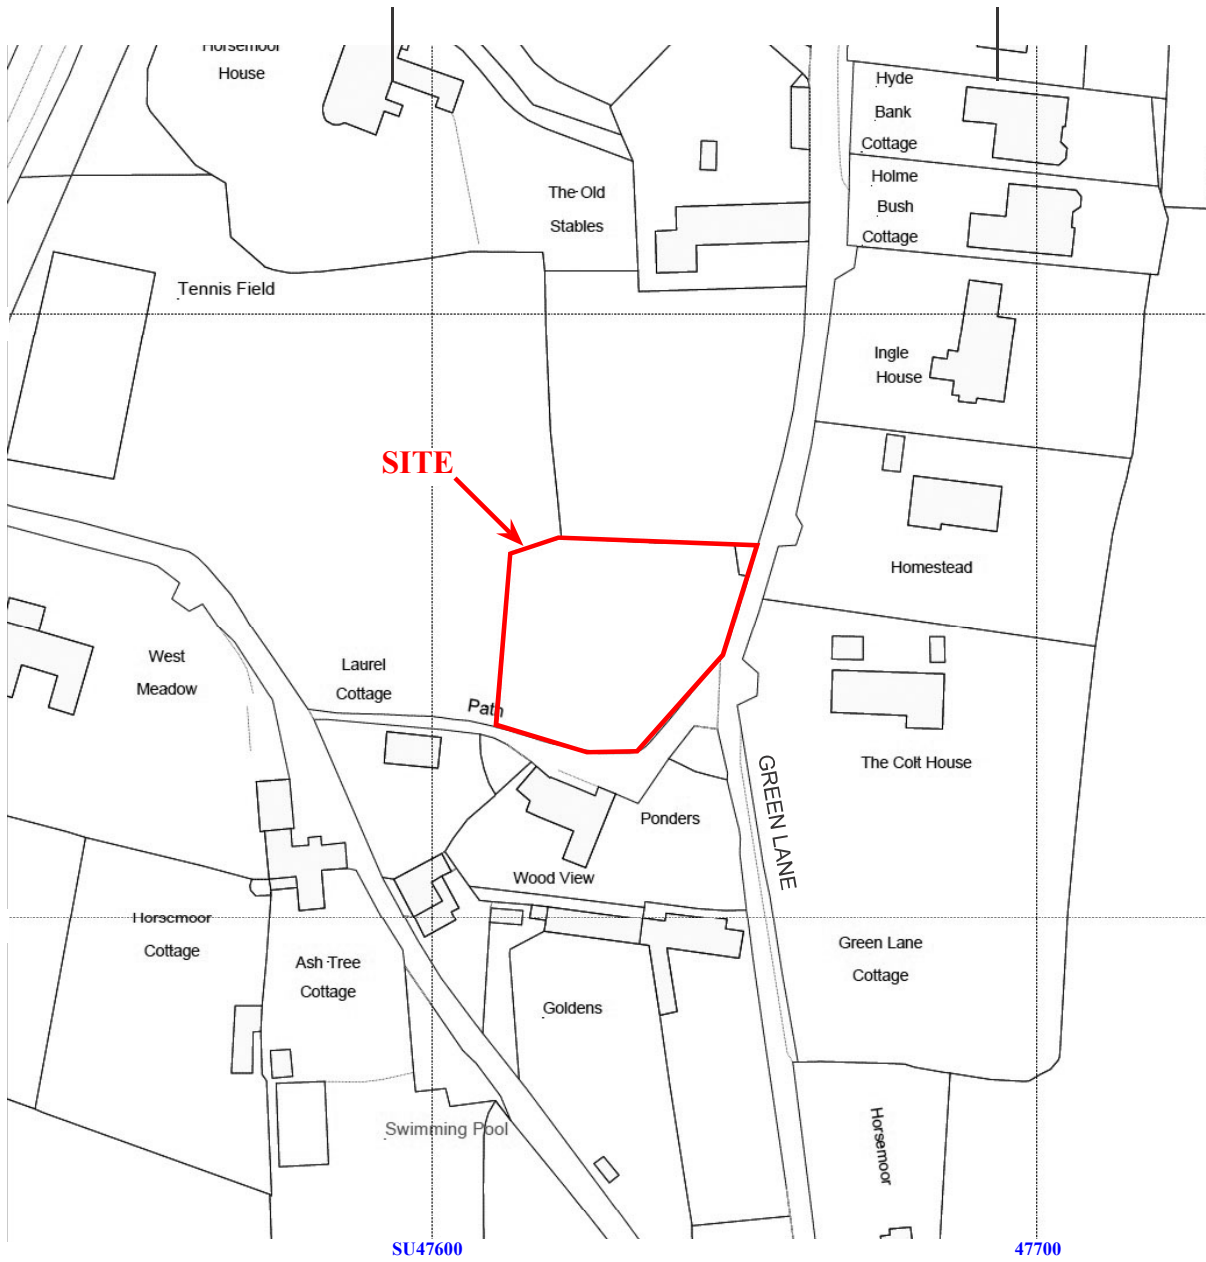 Horsemoor
House
Hyde
Bank
Cottage
Holme
Bush
Cottage
The Old
Stables
Tennis Field
Ingle
House
SITE
Homestead
West
Meadow
Laurel
Cottage
Path
The Colt House
GREEN LANE
Ponders
Wood View
Horsemoor
Cottage
Ash Tree
Cottage
Green Lane
Cottage
Goldens
Swimming Pool
Horsemoor
SU47600
47700